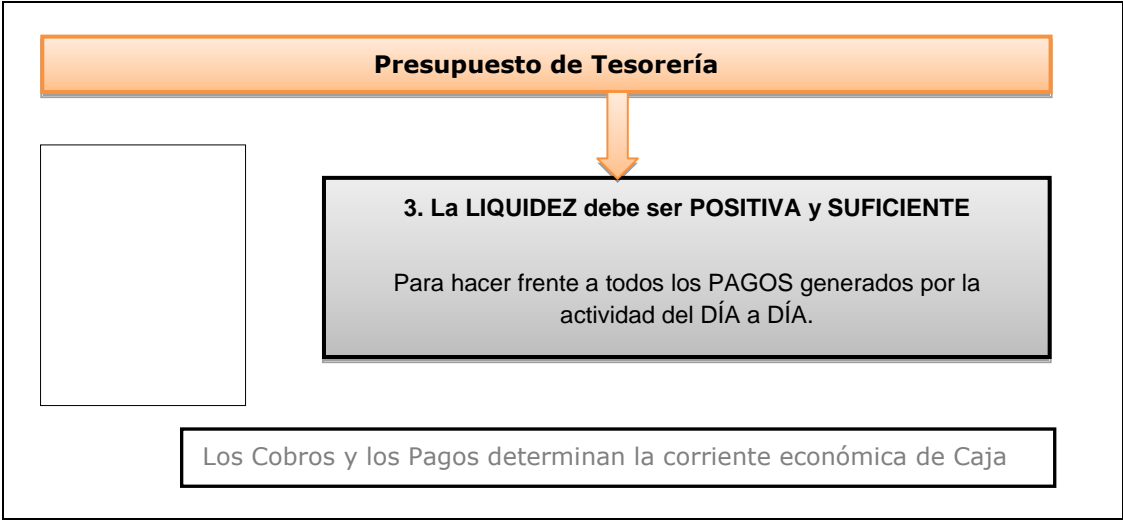 Presupuesto de Tesorería
3. La LIQUIDEZ debe ser POSITIVA y SUFICIENTE
Para hacer frente a todos los PAGOS generados por la
actividad del DÍA a DÍA.
Los Cobros y los Pagos determinan la corriente económica de Caja